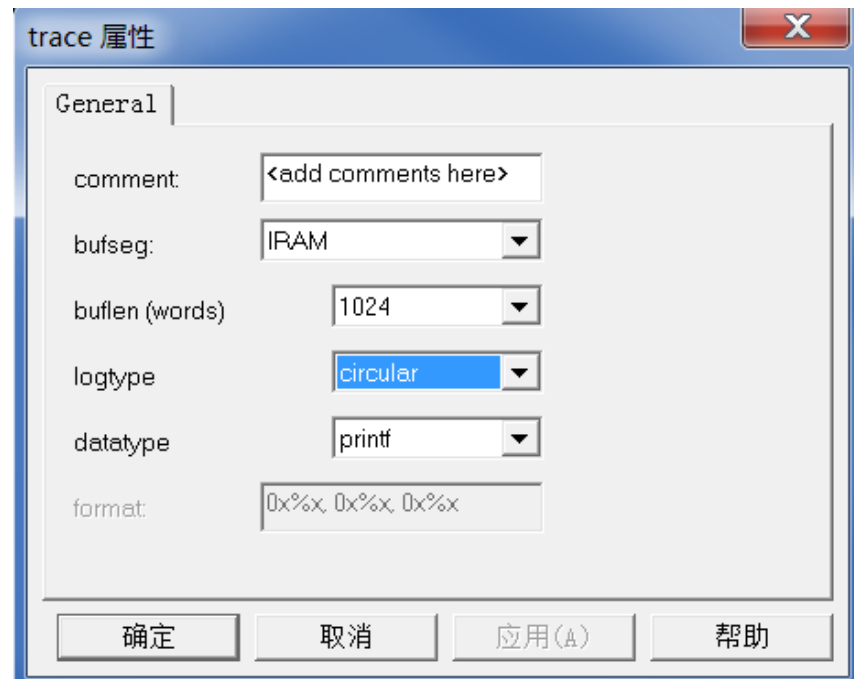 trace 属性
General
comment:
<add comments here>
bufseg:
IRAM
buflen (words)
1024
logtype
circular
datatype
printf
format:
0x%x, 0x%x, 0x%x
确定
取消
应用(A)
帮助